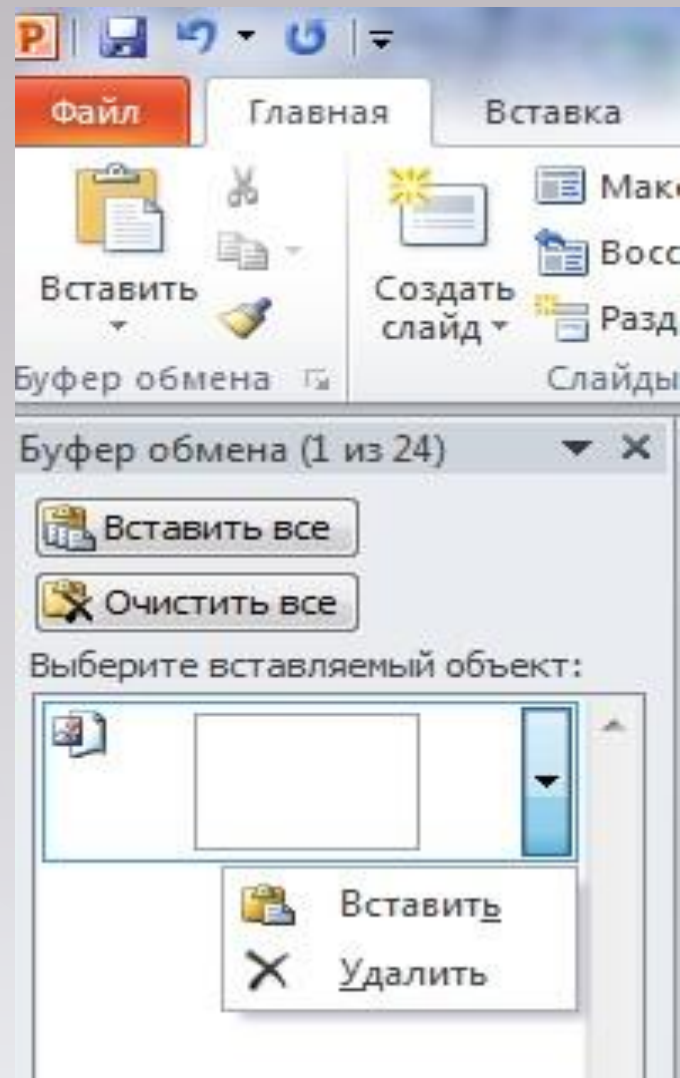 P
Файл Главная Вставка
Вставить
Создать слайд
Буфер обмена Слайды
Буфер обмена (1 из 24)
Вставить все
Очистить все
Выберите вставляемый объект:
Вставить
Удалить